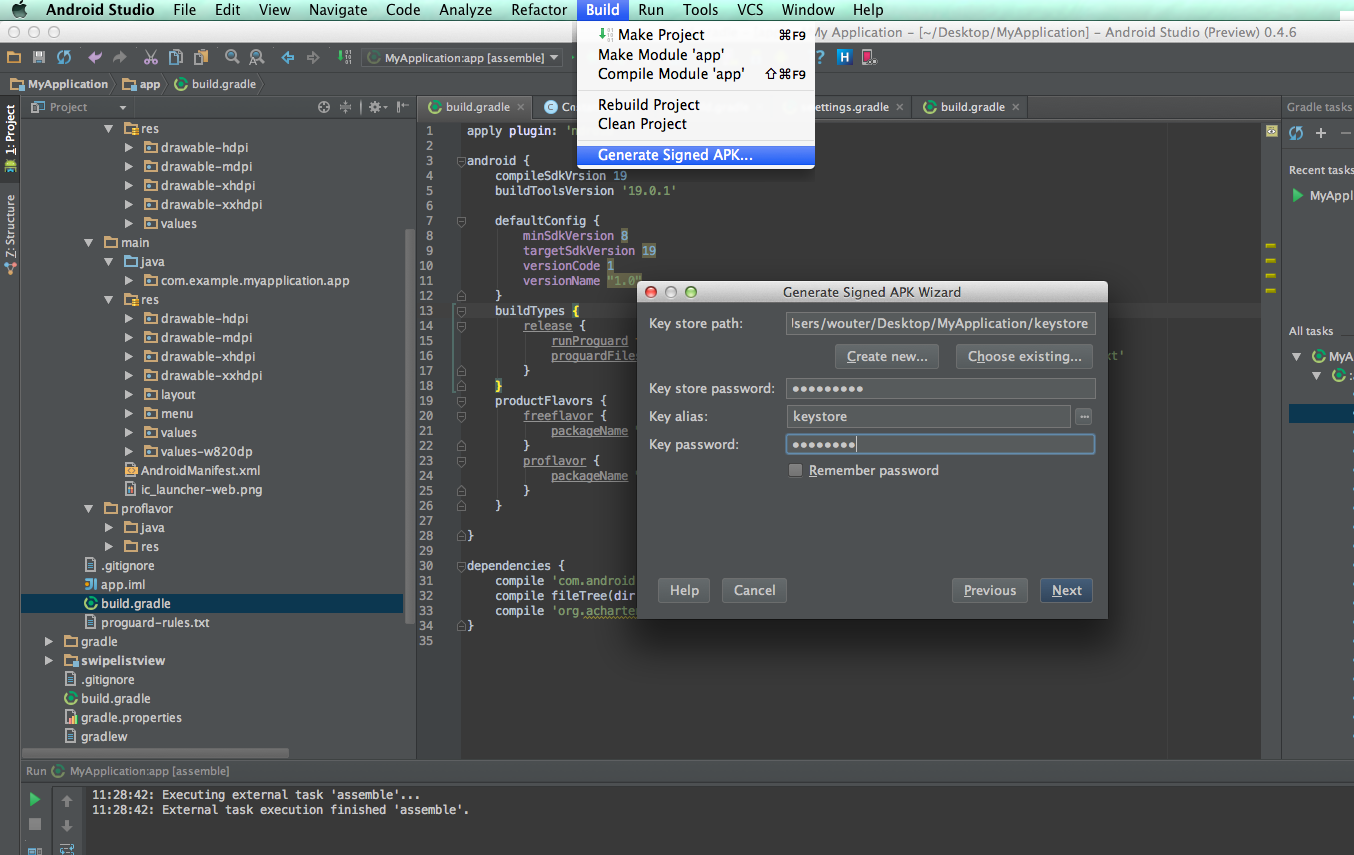 Android Studio File Edit View Navigate Code Analyze Refactor Build Run Tools VCS Window Help
My Application - [~/Desktop/MyApplication] - Android Studio (Preview) 0.4.6
Make Project ⌘F9
Make Module 'app'
Compile Module 'app' ⇧⌘F9
Rebuild Project
Clean Project
Generate Signed APK...
MyApplication:app [assemble]
? H
MyApplication app build.gradle
Project
build.gradle
settings.gradle
build.gradle
Gradle tasks
1: Project
Z: Structure
res
drawable-hdpi
drawable-mdpi
drawable-xhdpi
drawable-xxhdpi
values
main
java
com.example.myapplication.app
res
drawable-hdpi
drawable-mdpi
drawable-xhdpi
drawable-xxhdpi
layout
menu
values
values-w820dp
AndroidManifest.xml
ic_launcher-web.png
proflavor
java
res
.gitignore
app.iml
build.gradle
proguard-rules.txt
gradle
swipelistview
.gitignore
build.gradle
gradle.properties
gradlew
1 apply plugin:
2
3 android {
4 compileSdkVrsion 19
5 buildToolsVersion '19.0.1'
6
7 defaultConfig {
8 minSdkVersion 8
9 targetSdkVersion 19
10 versionCode 1
11 versionName "1.0"
12 }
13 buildTypes {
14 release {
15 runProguard
16 proguardFiles
17 }
18 }
19 productFlavors {
20 freeflavor {
21 packageName
22 }
23 proflavor {
24 packageName
25 }
26 }
27
28 }
29
30 dependencies {
31 compile 'com.android
32 compile fileTree(dir
33 compile 'org.acharte
34 }
35
Generate Signed APK Wizard
Key store path: Users/wouter/Desktop/MyApplication/keystore
Create new... Choose existing...
Key store password: •••••••••
Key alias: keystore ...
Key password: ••••••••
Remember password
Help Cancel Previous Next
Recent tasks
MyAppl
All tasks
MyA
Run MyApplication:app [assemble]
11:28:42: Executing external task 'assemble'...
11:28:42: External task execution finished 'assemble'.